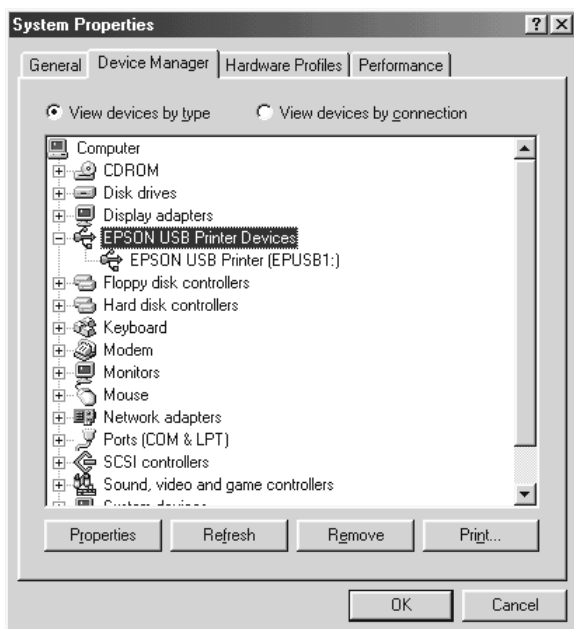 System Properties
General Device Manager Hardware Profiles Performance
View devices by type View devices by connection
Computer
CDROM
Disk drives
Display adapters
EPSON USB Printer Devices
EPSON USB Printer (EPUSB1:)
Floppy disk controllers
Hard disk controllers
Keyboard
Modem
Monitors
Mouse
Network adapters
Ports (COM & LPT)
SCSI controllers
Sound, video and game controllers
System devices
Properties Refresh Remove Print...
OK Cancel